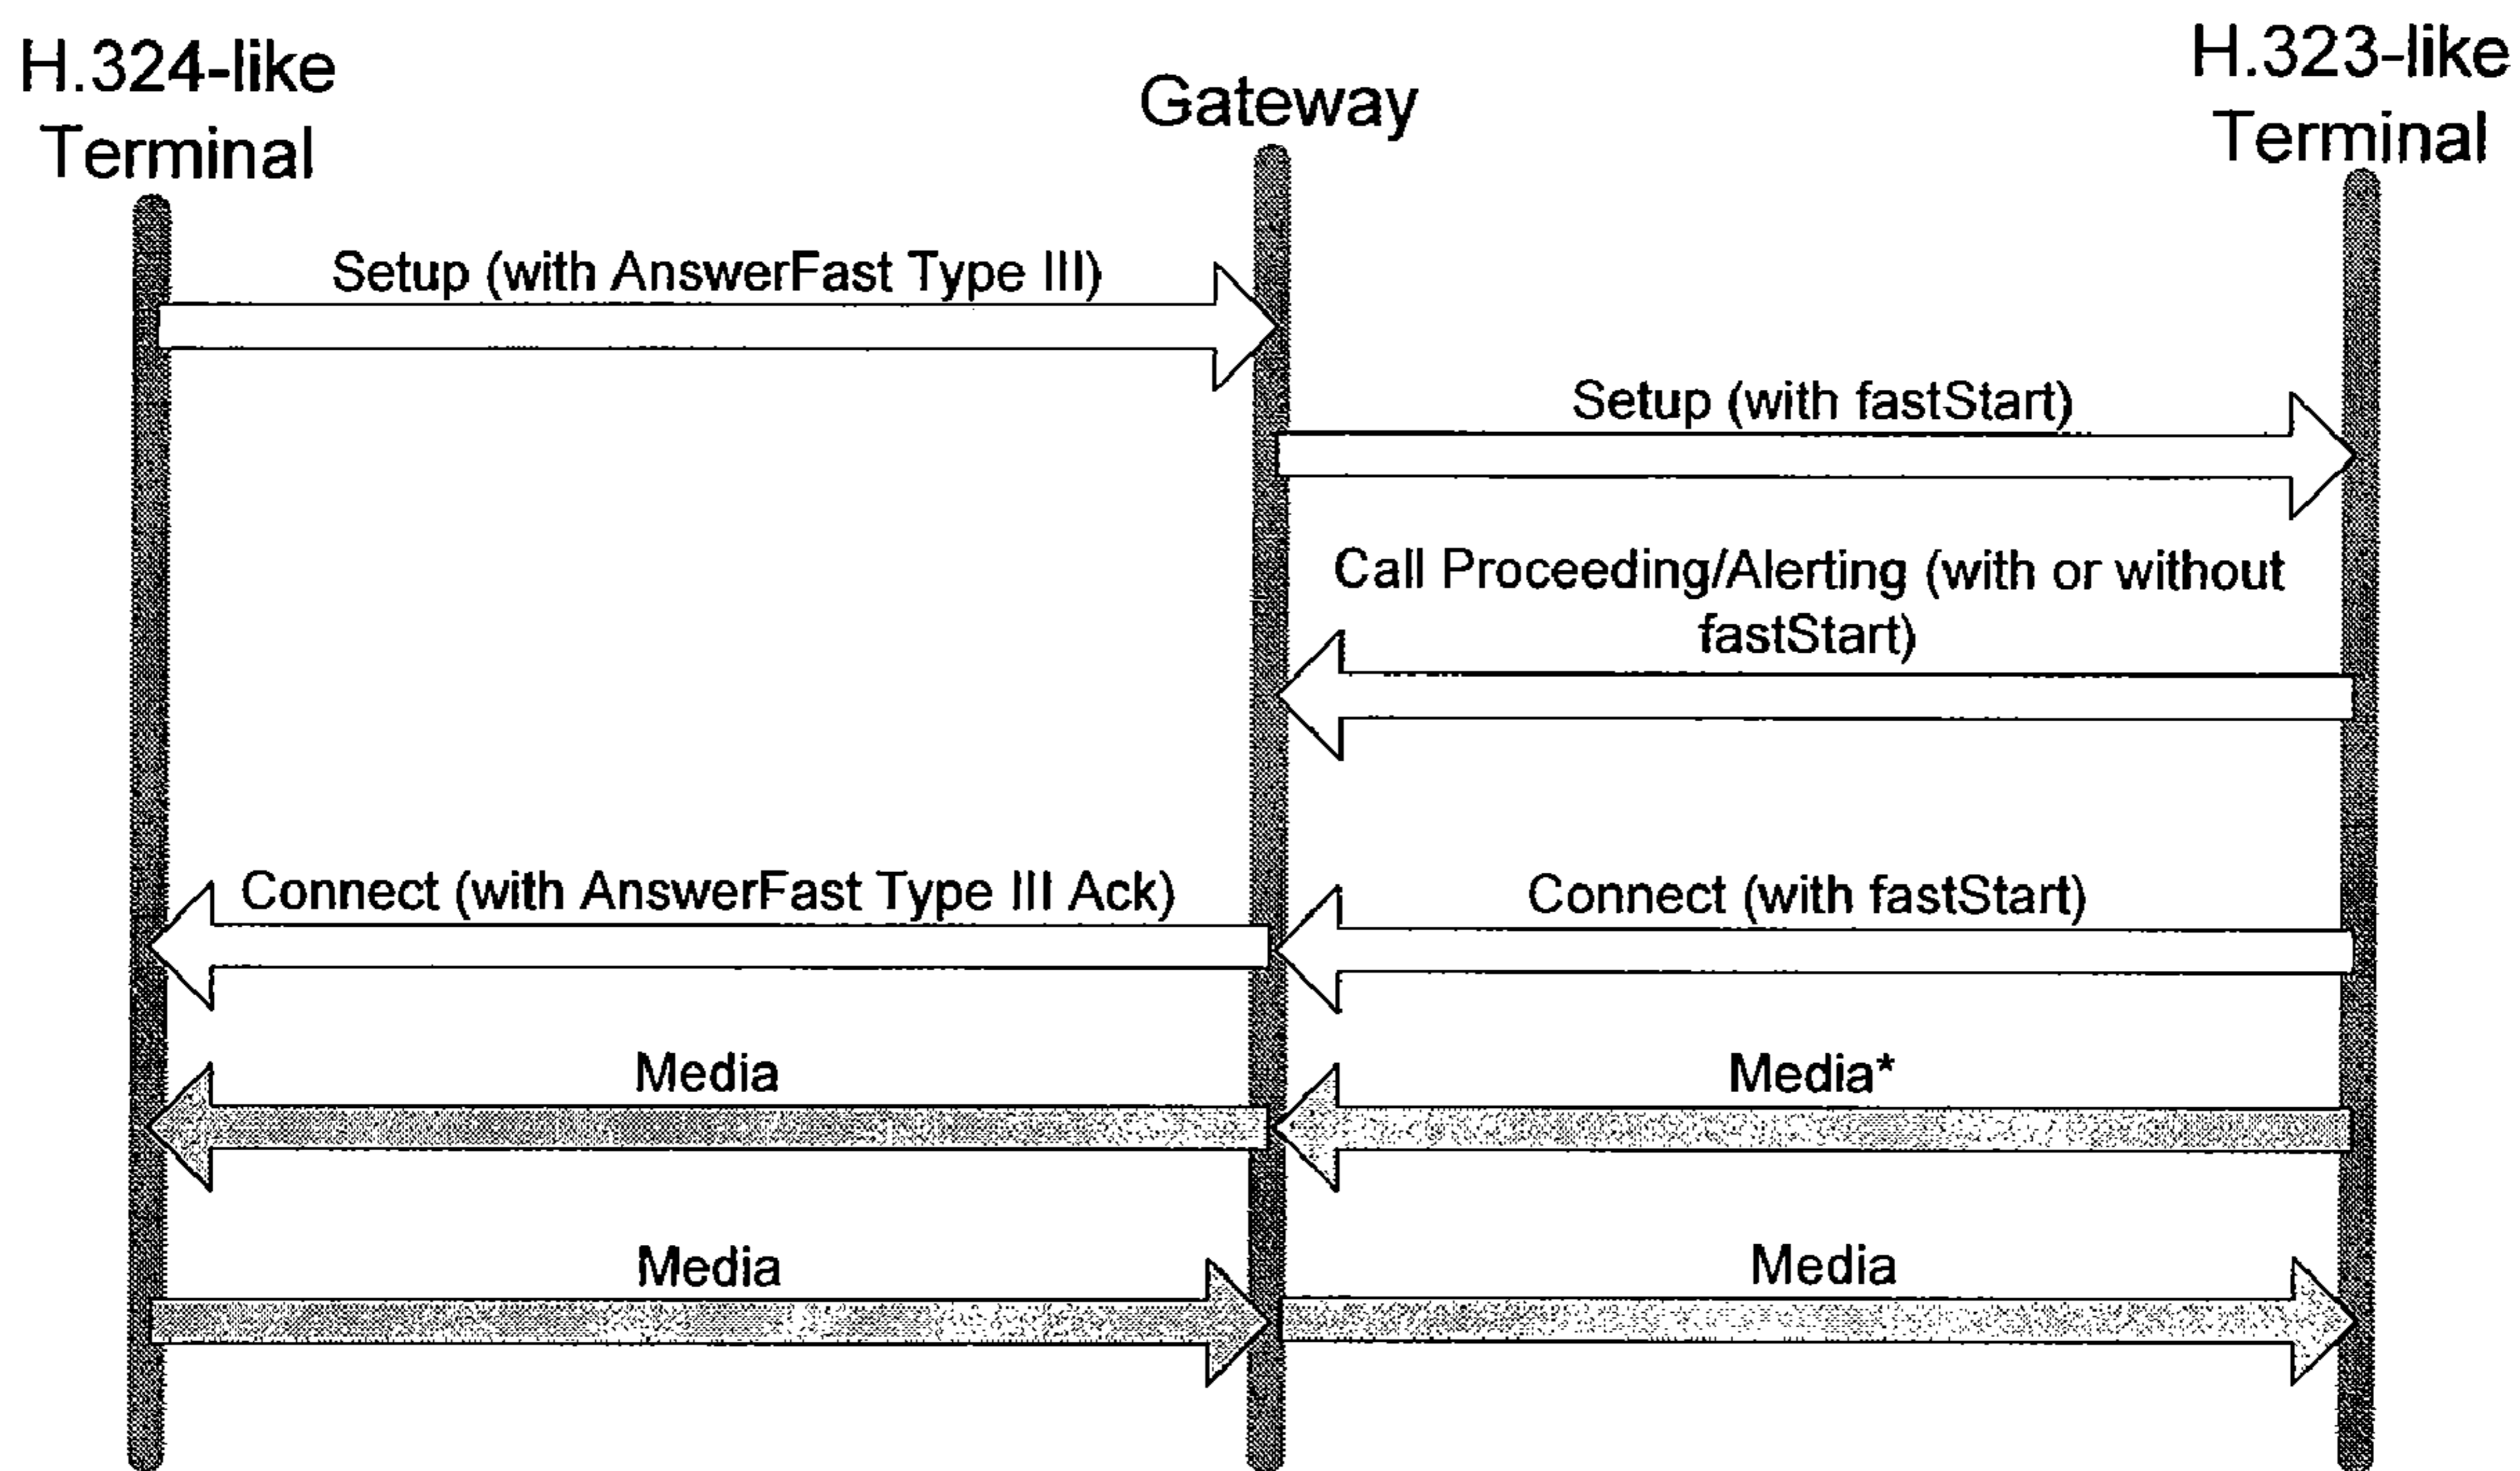 H.324-like
Terminal
Gateway
H.323-like
Terminal
Setup (with AnswerFast Type III)
Setup (with fastStart)
Call Proceeding/Alerting (with or without
fastStart)
Connect (with AnswerFast Type III Ack)
Connect (with fastStart)
Media
Media*
Media
Media